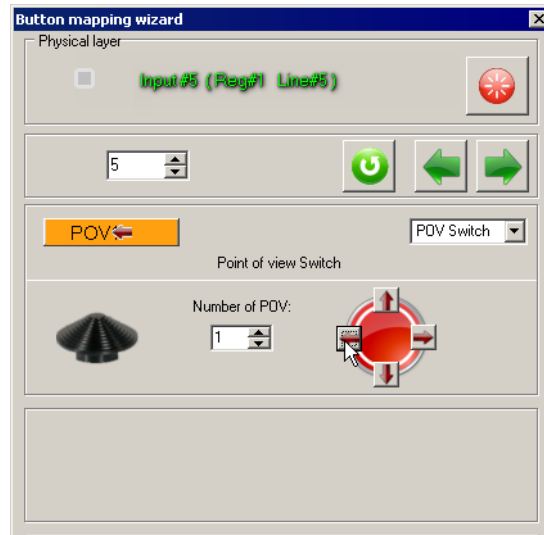 Button mapping wizard
Physical layer
Input #5 ( Reg#1 Line#5 )
5
POV
POV Switch
Point of view Switch
Number of POV:
1